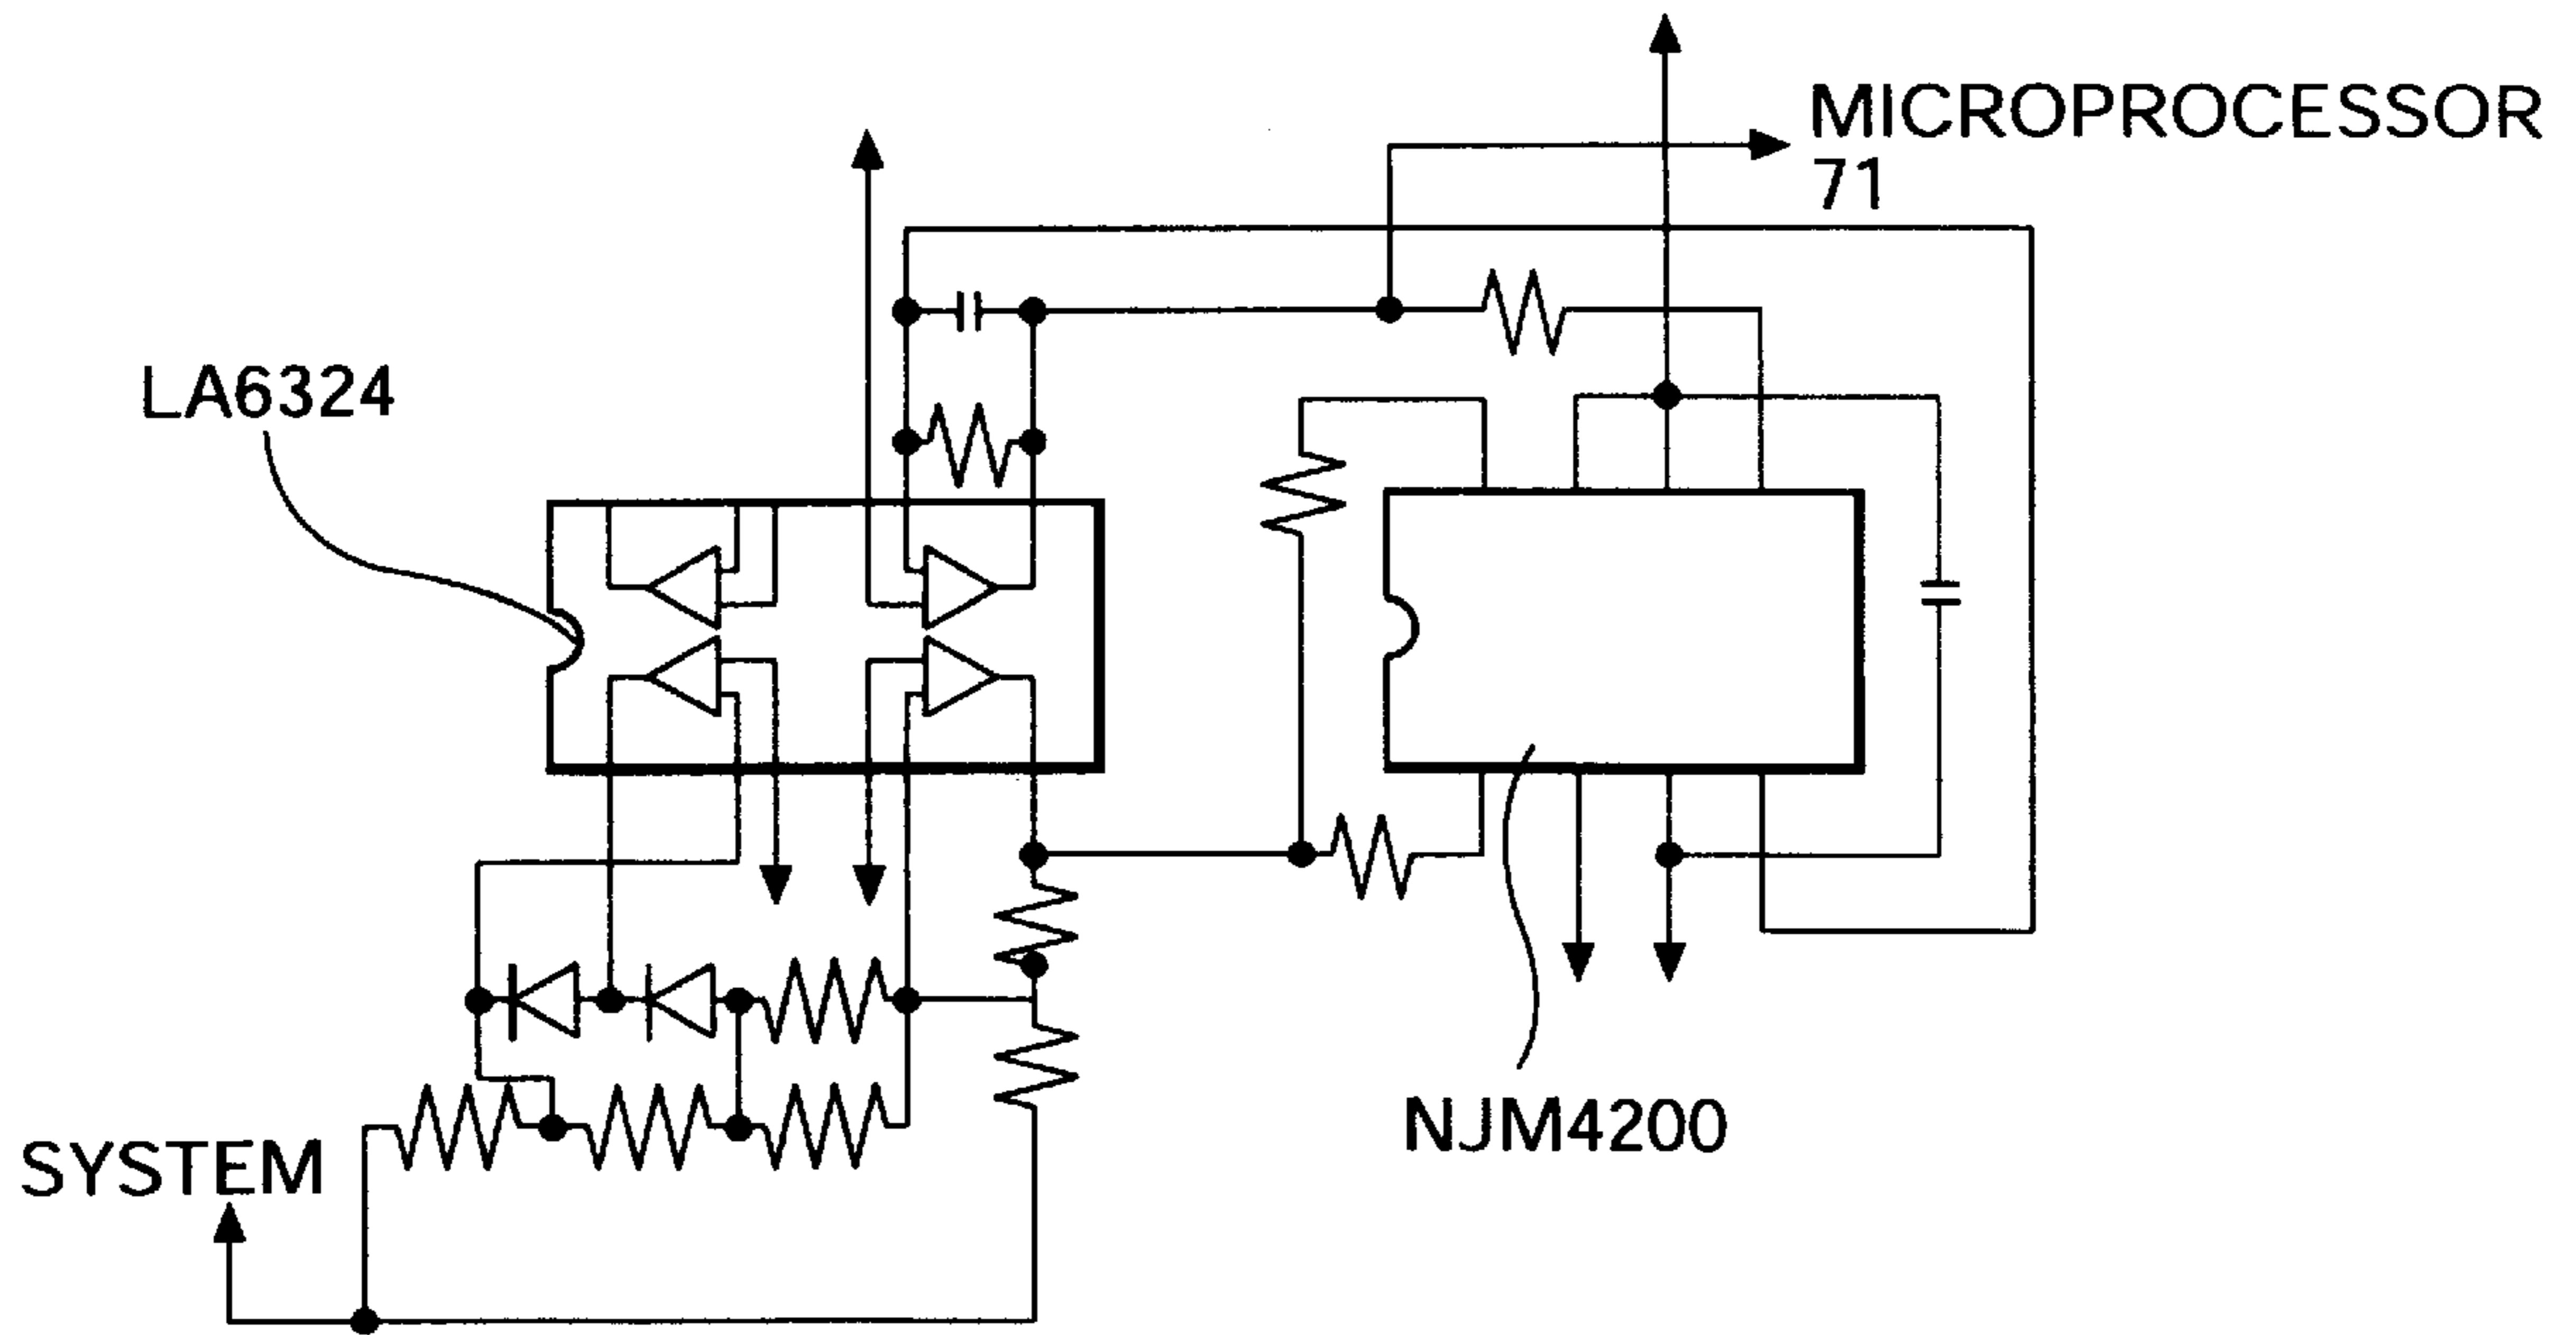 MICROPROCESSOR
71
LA6324
NJM4200
SYSTEM